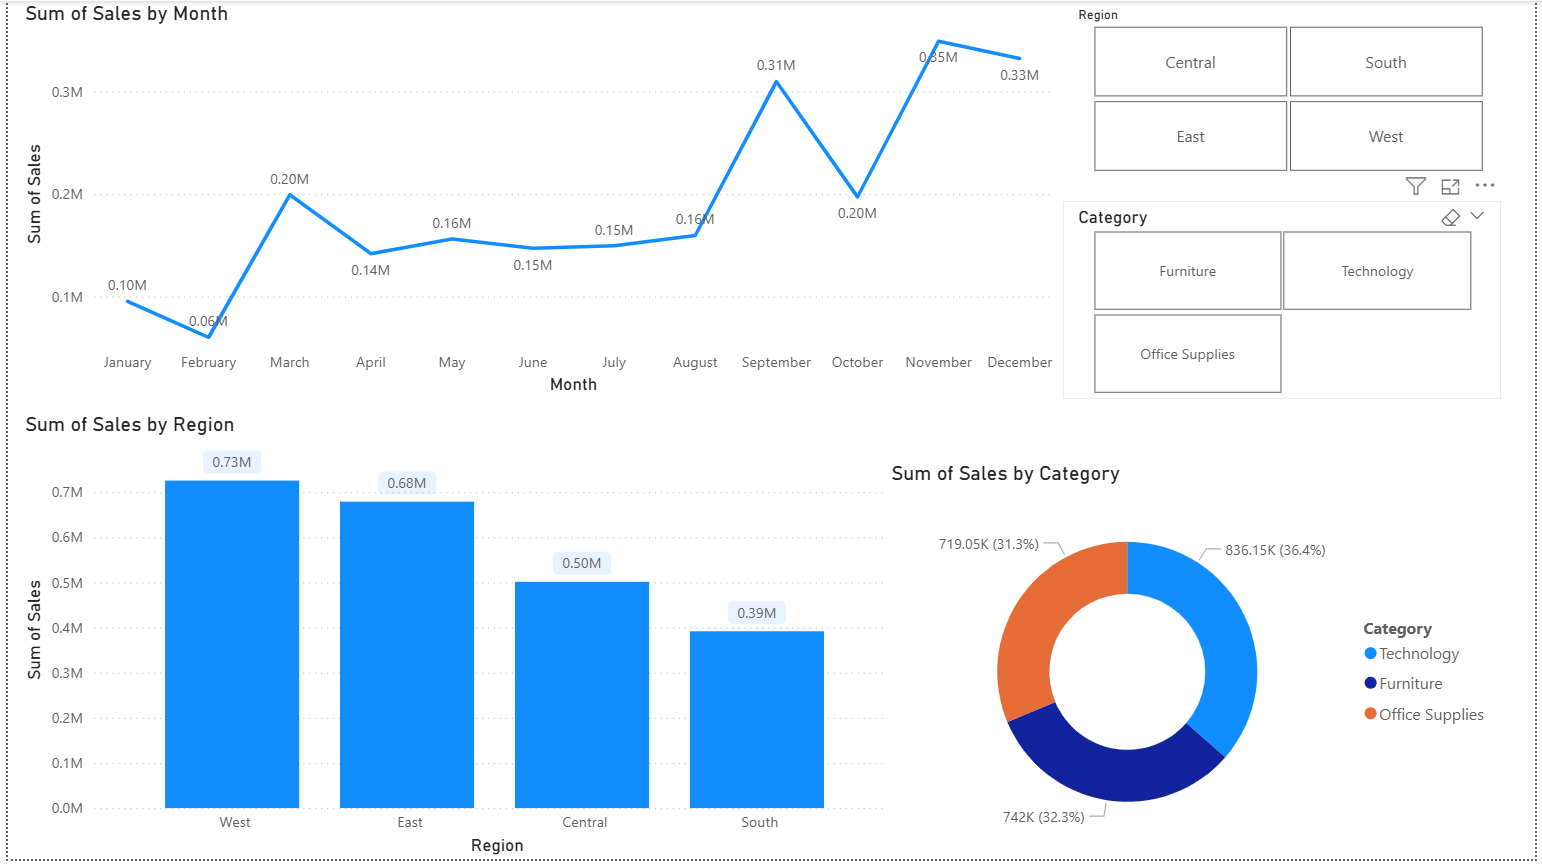 Sum of Sales by Month
Sum of Sales
0.3M
0.2M
0.1M
0.10M
0.06M
0.20M
0.14M
0.16M
0.15M
0.15M
0.16M
0.31M
0.20M
0.35M
0.33M
January February March April May June July August September October November December
Month
Region
Central South
East West
Category
Furniture Technology
Office Supplies
Sum of Sales by Region
Sum of Sales
0.7M
0.6M
0.5M
0.4M
0.3M
0.2M
0.1M
0.0M
0.73M
0.68M
0.50M
0.39M
West East Central South
Region
Sum of Sales by Category
719.05K (31.3%)
836.15K (36.4%)
742K (32.3%)
Category
Technology
Furniture
Office Supplies